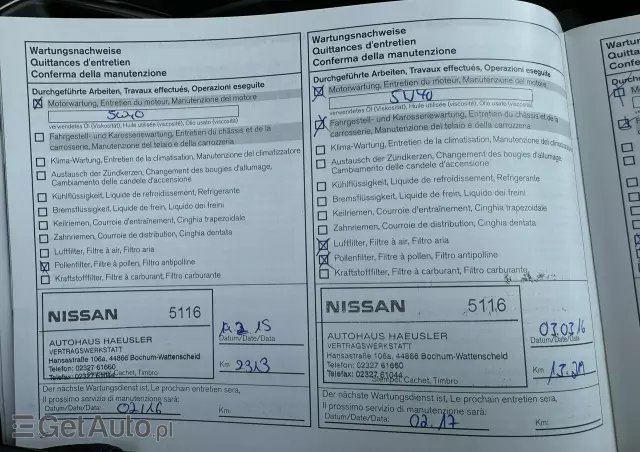 Wartungsnachweise
Quittances d'entretien
Conferma della manutenzione
Durchgeführte Arbeiten, Travaux effectués, Operazioni eseguite
Motorwartung, Entretien du moteur, Manutenzione del motore
5W40
verwendetes Öl (Viskosität), Huile utilisée (viscosité), Olio usato (viscosità)
Fahrgestell- und Karosseriewartung, Entretien du châssis et de la
carrosserie, Manutenzione del telaio e della carrozzeria
Klima-Wartung, Entretien de la climatisation, Manutenzione del climatizzatore
Austausch der Zündkerzen, Changement des bougies d'allumage,
Cambiamento delle candele d'accensione
Kühlflüssigkeit, Liquide de refroidissement, Refrigerante
Bremsflüssigkeit, Liquide de frein, Liquido dei freini
Keilriemen, Courroie d'entraînement, Cinghia trapezoidale
Zahnriemen, Courroie de distribution, Cinghia dentata
Luftfilter, Filtre à air, Filtro aria
Pollenfilter, Filtre à pollen, Filtro antipolline
Kraftstofffilter, Filtre à carburant, Filtro carburante
NISSAN 5116
AUTOHAUS HAEUSLER
VERTRAGSWERKSTATT
Hansastraße 106a, 44866 Bochum-Wattenscheid
Telefon: 02327 61660
Telefax: 02327 61044
Cachet, Timbro
2 15
Datum/Date/Data
Km 2313
Der nächste Wartungsdienst ist, Le prochain entretien sera,
Il prossimo servizio di manutenzione sarà:
Datum/Date/Data: 02/16 Km:
Wartungsnachweise
Quittances d'entretien
Conferma della manutenzione
Durchgeführte Arbeiten, Travaux effectués, Operazioni eseguite
Motorwartung, Entretien du moteur, Manutenzione del motore
5W40
verwendetes Öl (Viskosität), Huile utilisée (viscosité), Olio usato (viscosità)
Fahrgestell- und Karosseriewartung, Entretien du châssis et de la
carrosserie, Manutenzione del telaio e della carrozzeria
Klima-Wartung, Entretien de la climatisation, Manutenzione del climatizzatore
Austausch der Zündkerzen, Changement des bougies d'allumage,
Cambiamento delle candele d'accensione
Kühlflüssigkeit, Liquide de refroidissement, Refrigerante
Bremsflüssigkeit, Liquide de frein, Liquido dei freni
Keilriemen, Courroie d'entraînement, Cinghia trapezoidale
Zahnriemen, Courroie de distribution, Cinghia dentata
Luftfilter, Filtre à air, Filtro aria
Pollenfilter, Filtre à pollen, Filtro antipolline
Kraftstofffilter, Filtre à carburant, Filtro carburante
NISSAN 5116
AUTOHAUS HAEUSLER
VERTRAGSWERKSTATT
Hansastraße 106a, 44866 Bochum-Wattenscheid
Telefon: 02327 61660
Telefax: 02327 61044
Stempel, Cachet, Timbro
03.03.16
Datum/Date/Data
Km
Der nächste Wartungsdienst ist, Le prochain entretien sera,
Il prossimo servizio di manutenzione sarà:
Datum/Date/Data: 02.17 Km:
GetAuto.pl